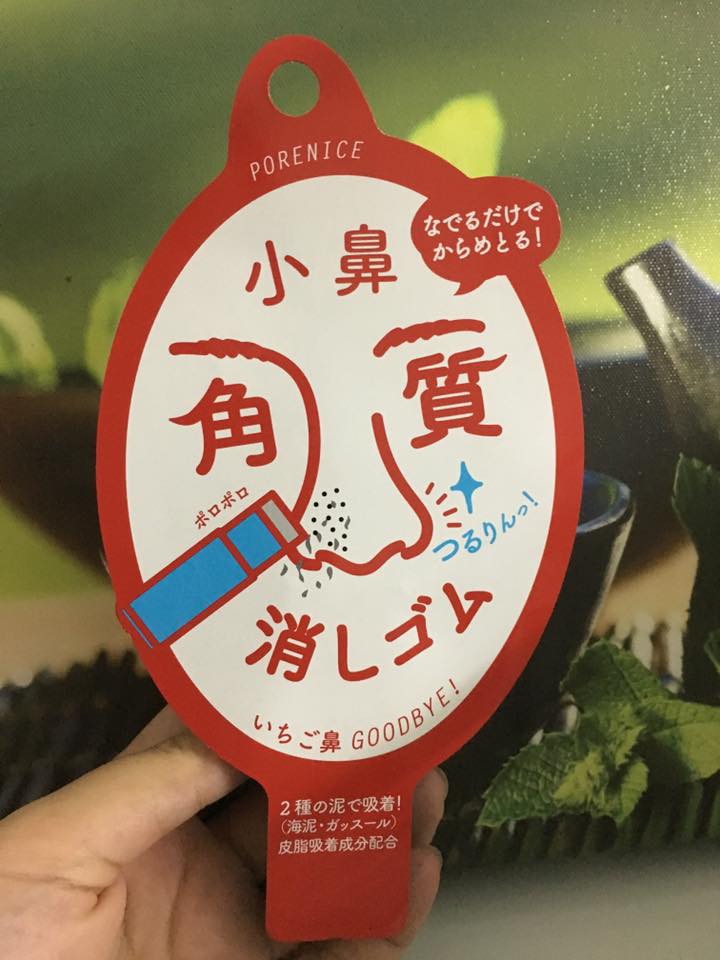 PORENICE
なでるだけで
からめとる!
小鼻
角質
ポロポロ
つるりんっ!
消しゴム
いちご鼻 GOODBYE!
2種の泥で吸着!
(海泥・ガッスール)
皮脂吸着成分配合